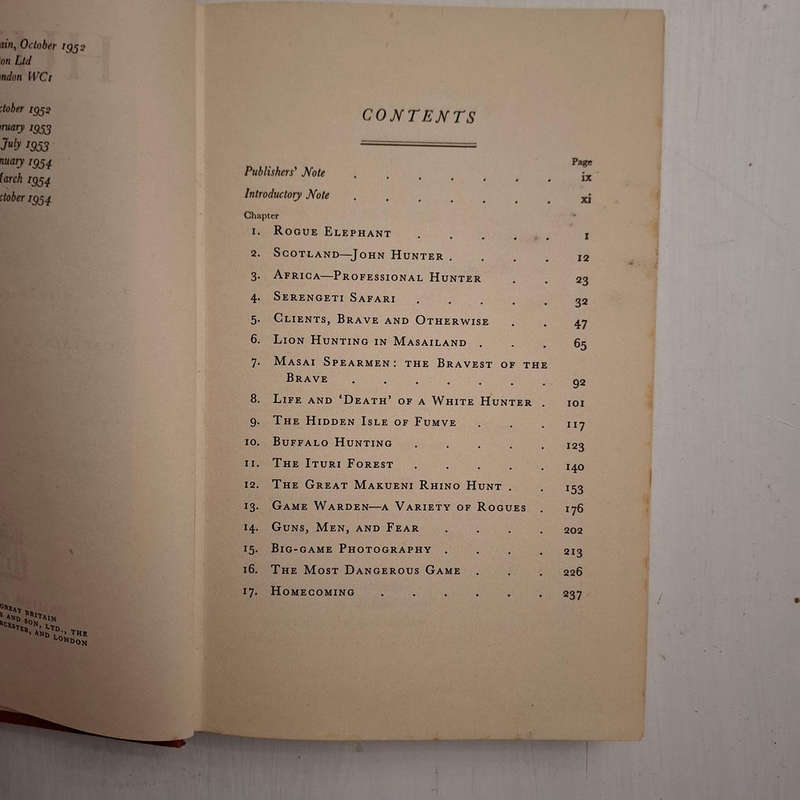 ain, October 1952
on Ltd
ndon WC1
ctober 1952
ruary 1953
July 1953
nuary 1954
March 1954
ctober 1954
GREAT BRITAIN
S AND SON, LTD., THE
RCESTER, AND LONDON
CONTENTS
Page
Publishers' Note . . . . . . . ix
Introductory Note . . . . . . . xi
Chapter
1. Rogue Elephant . . . . . 1
2. Scotland—John Hunter . . . . 12
3. Africa—Professional Hunter . . 23
4. Serengeti Safari . . . . . 32
5. Clients, Brave and Otherwise . . 47
6. Lion Hunting in Masailand . . . 65
7. Masai Spearmen: the Bravest of the
Brave . . . . . . . 92
8. Life and ‘Death’ of a White Hunter . 101
9. The Hidden Isle of Fumve . . . 117
10. Buffalo Hunting . . . . . 123
11. The Ituri Forest . . . . . 140
12. The Great Makueni Rhino Hunt . . 153
13. Game Warden—a Variety of Rogues . 176
14. Guns, Men, and Fear . . . . 202
15. Big-game Photography . . . . 213
16. The Most Dangerous Game . . . 226
17. Homecoming . . . . . . 237